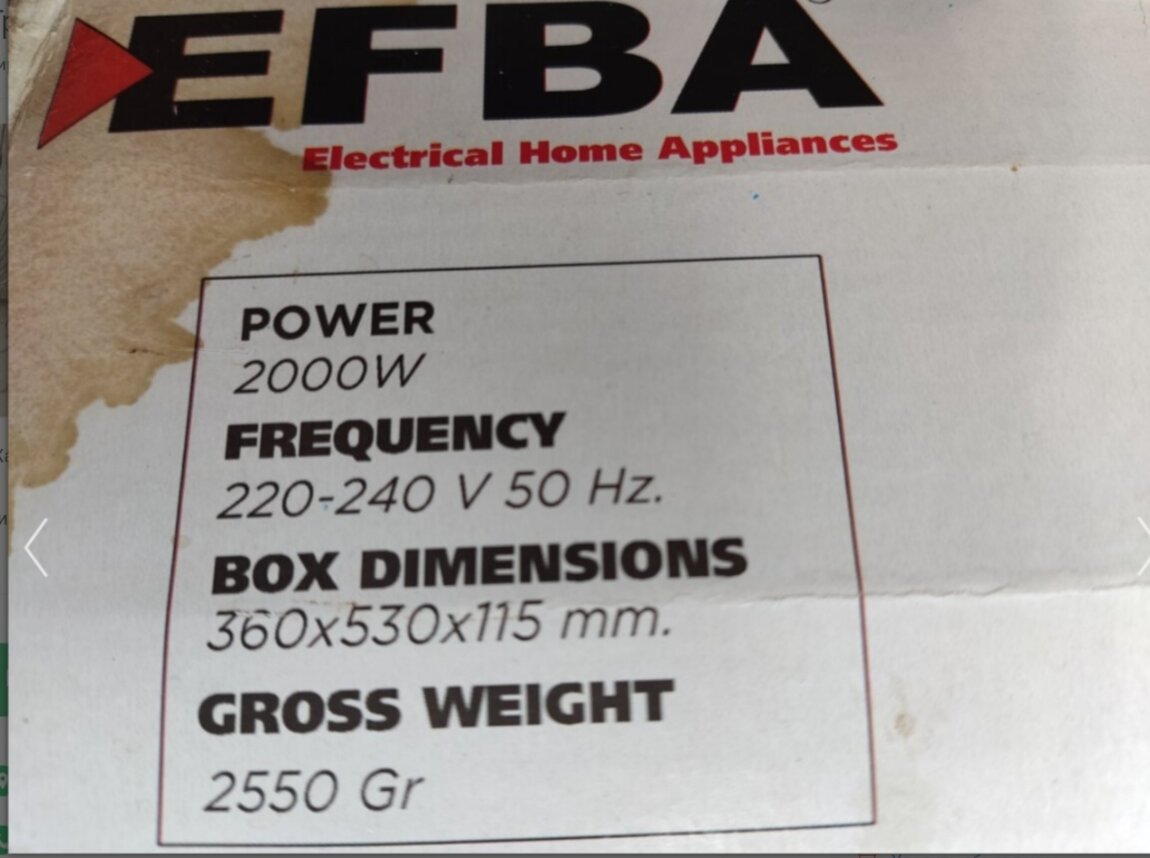 EFBA
Electrical Home Appliances
POWER
2000W
FREQUENCY
220-240 V 50 Hz.
BOX DIMENSIONS
360x530x115 mm.
GROSS WEIGHT
2550 Gr